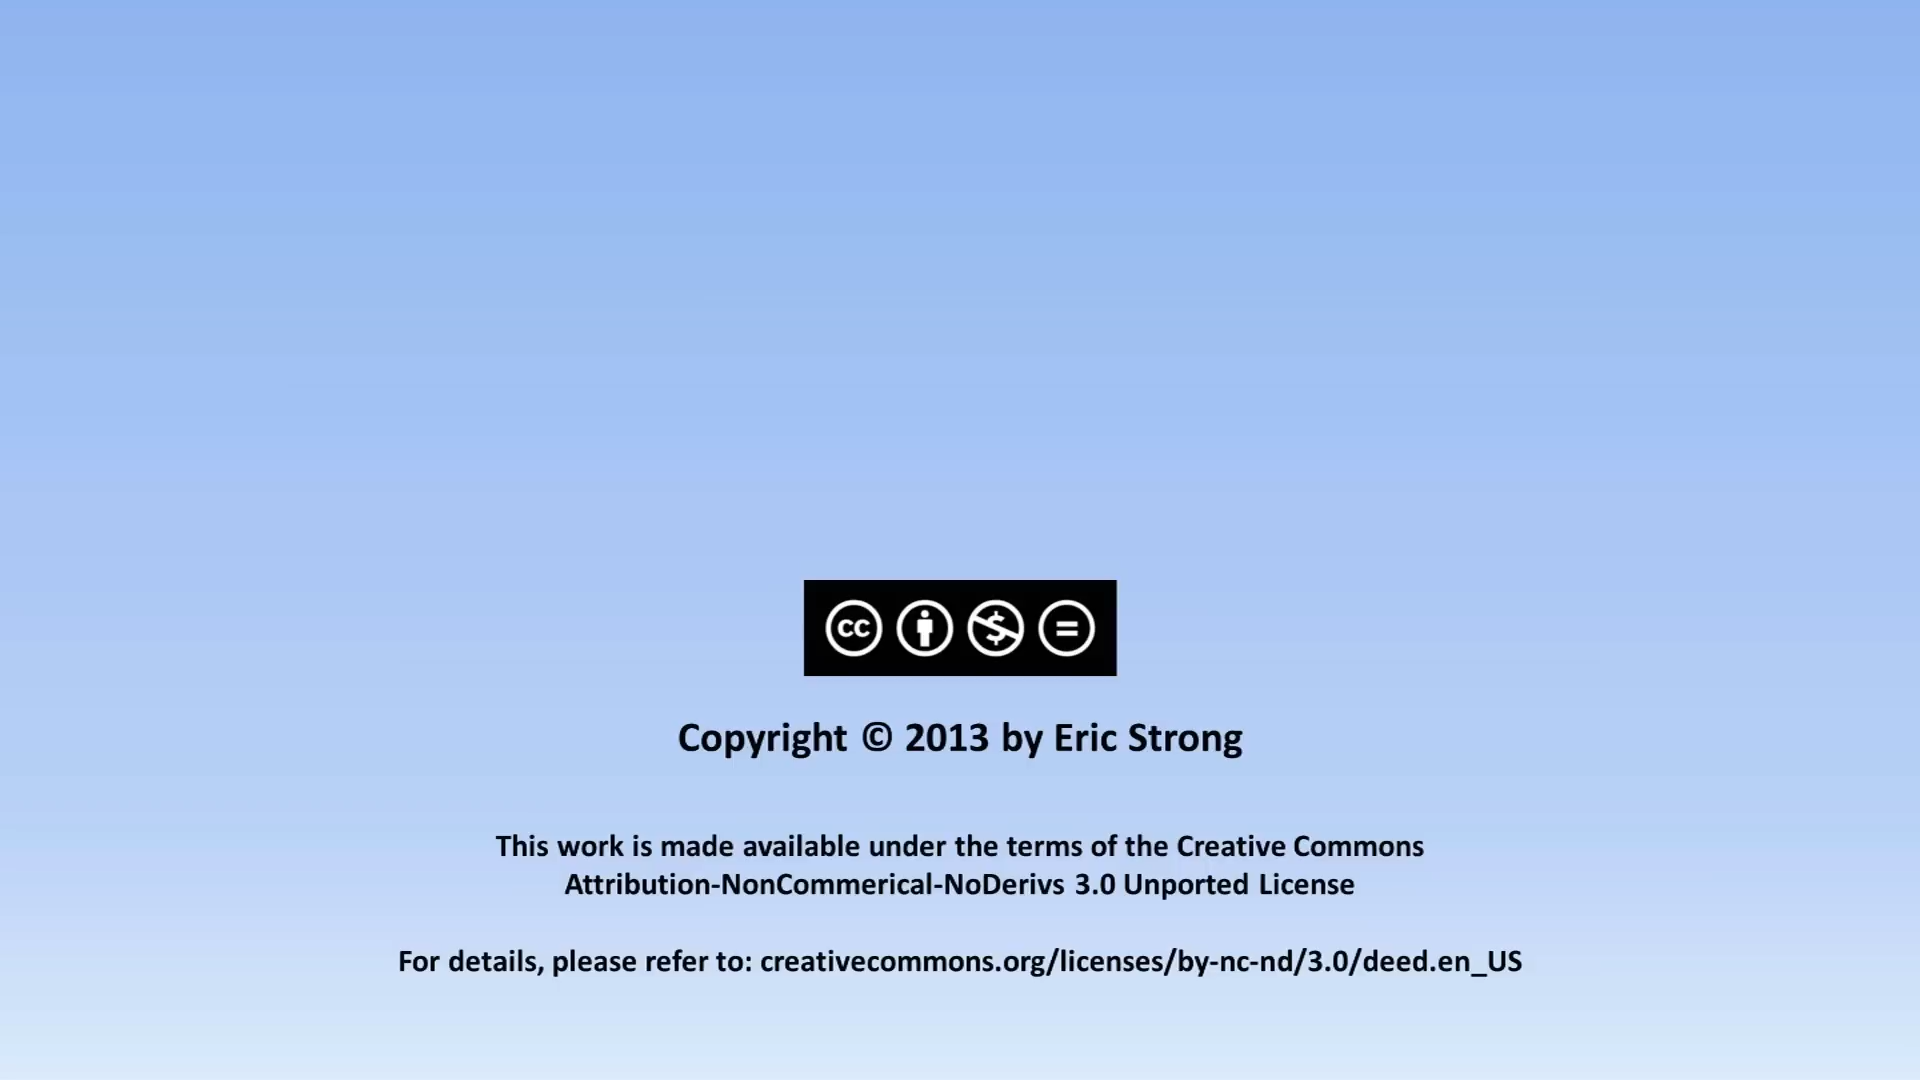 cc $ =
Copyright © 2013 by Eric Strong
This work is made available under the terms of the Creative Commons
Attribution-NonCommerical-NoDerivs 3.0 Unported License
For details, please refer to: creativecommons.org/licenses/by-nc-nd/3.0/deed.en_US